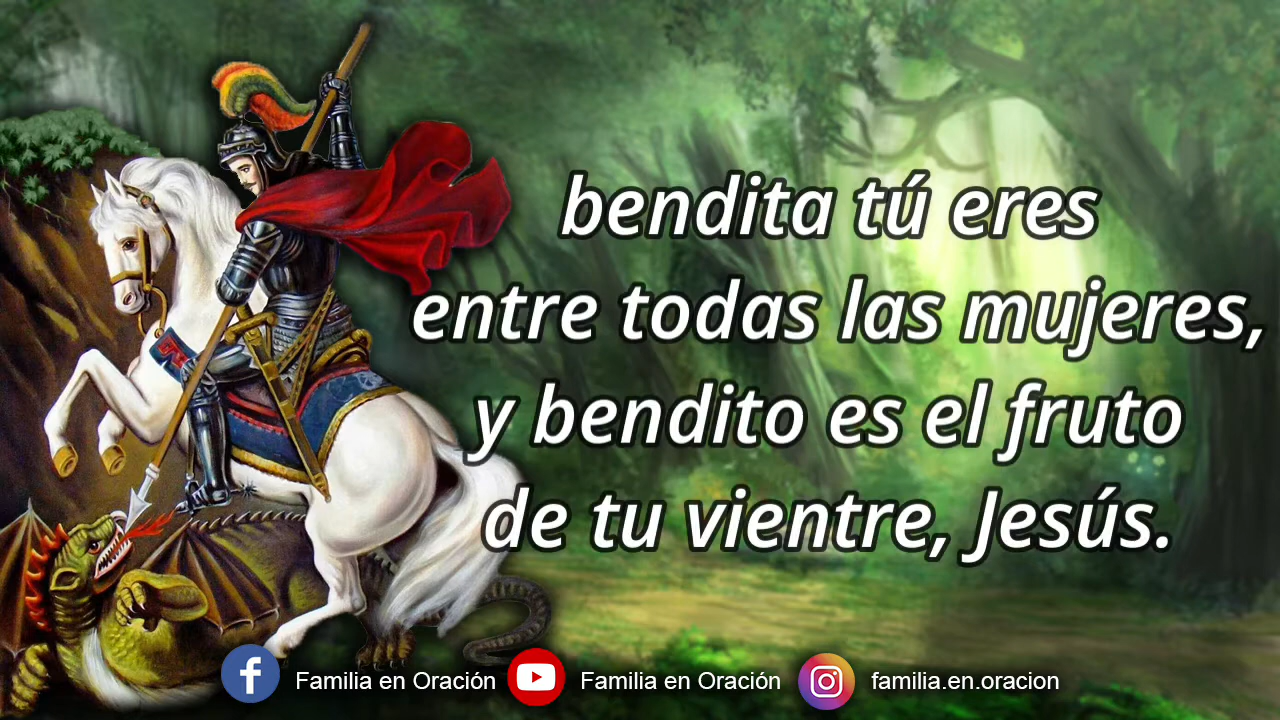 bendita tú eres
entre todas las mujeres,
y bendito es el fruto
de tu vientre, Jesús.
Familia en Oración Familia en Oración familia.en.oracion